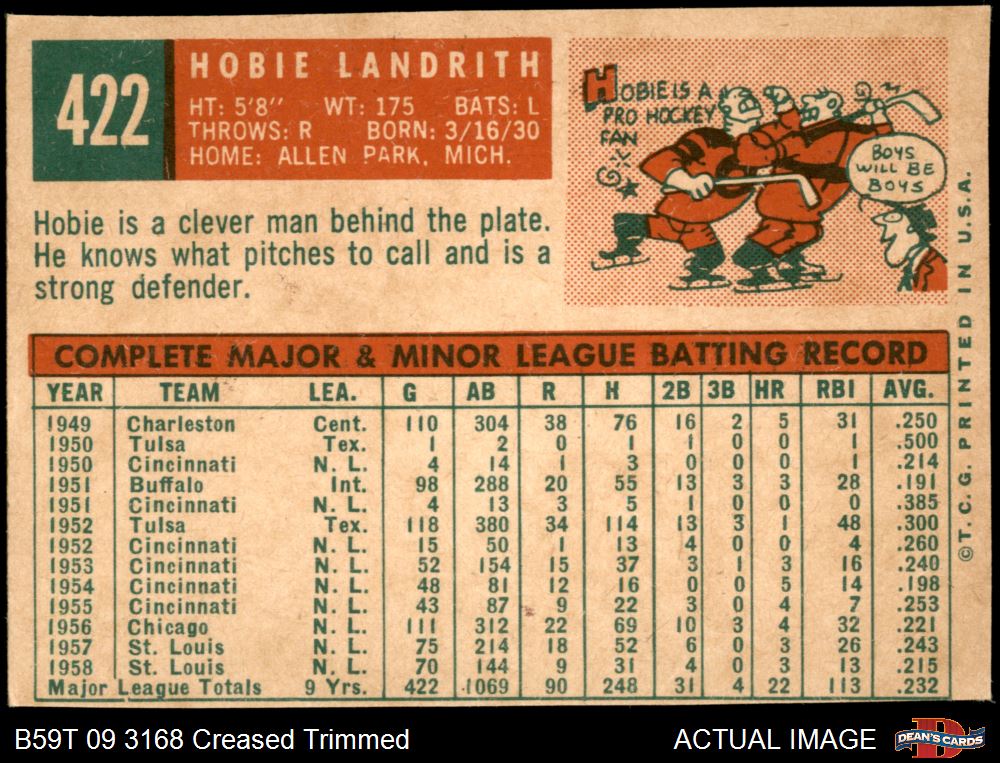 422
HOBIE LANDRITH
HT: 5'8" WT: 175 BATS: L
THROWS: R BORN: 3/16/30
HOME: ALLEN PARK, MICH.
Hobie is a clever man behind the plate.
He knows what pitches to call and is a
strong defender.
HOBIE IS A
PRO HOCKEY
FAN
BOYS
WILL BE
BOYS
COMPLETE MAJOR & MINOR LEAGUE BATTING RECORD
YEAR TEAM LEA. G AB R H 2B 3B HR RBI AVG.
1949 Charleston Cent. 110 304 38 76 16 2 5 31 .250
1950 Tulsa Tex. 1 2 0 1 1 0 0 1 .500
1950 Cincinnati N. L. 4 14 1 3 0 0 0 1 .214
1951 Buffalo Int. 98 288 20 55 13 3 3 28 .191
1951 Cincinnati N. L. 4 13 3 5 1 0 0 0 .385
1952 Tulsa Tex. 118 380 34 114 13 3 1 48 .300
1952 Cincinnati N. L. 15 50 1 13 4 0 0 4 .260
1953 Cincinnati N. L. 52 154 15 37 3 1 3 16 .240
1954 Cincinnati N. L. 48 81 12 16 0 0 5 14 .198
1955 Cincinnati N. L. 43 87 9 22 3 0 4 7 .253
1956 Chicago N. L. 111 312 22 69 10 3 4 32 .221
1957 St. Louis N. L. 75 214 18 52 6 0 3 26 .243
1958 St. Louis N. L. 70 144 9 31 4 0 3 13 .215
Major League Totals 9 Yrs. 422 1069 90 248 31 4 22 113 .232
©T. C. G. PRINTED IN U.S.A.
B59T 09 3168 Creased Trimmed
ACTUAL IMAGE
DEAN'S CARDS